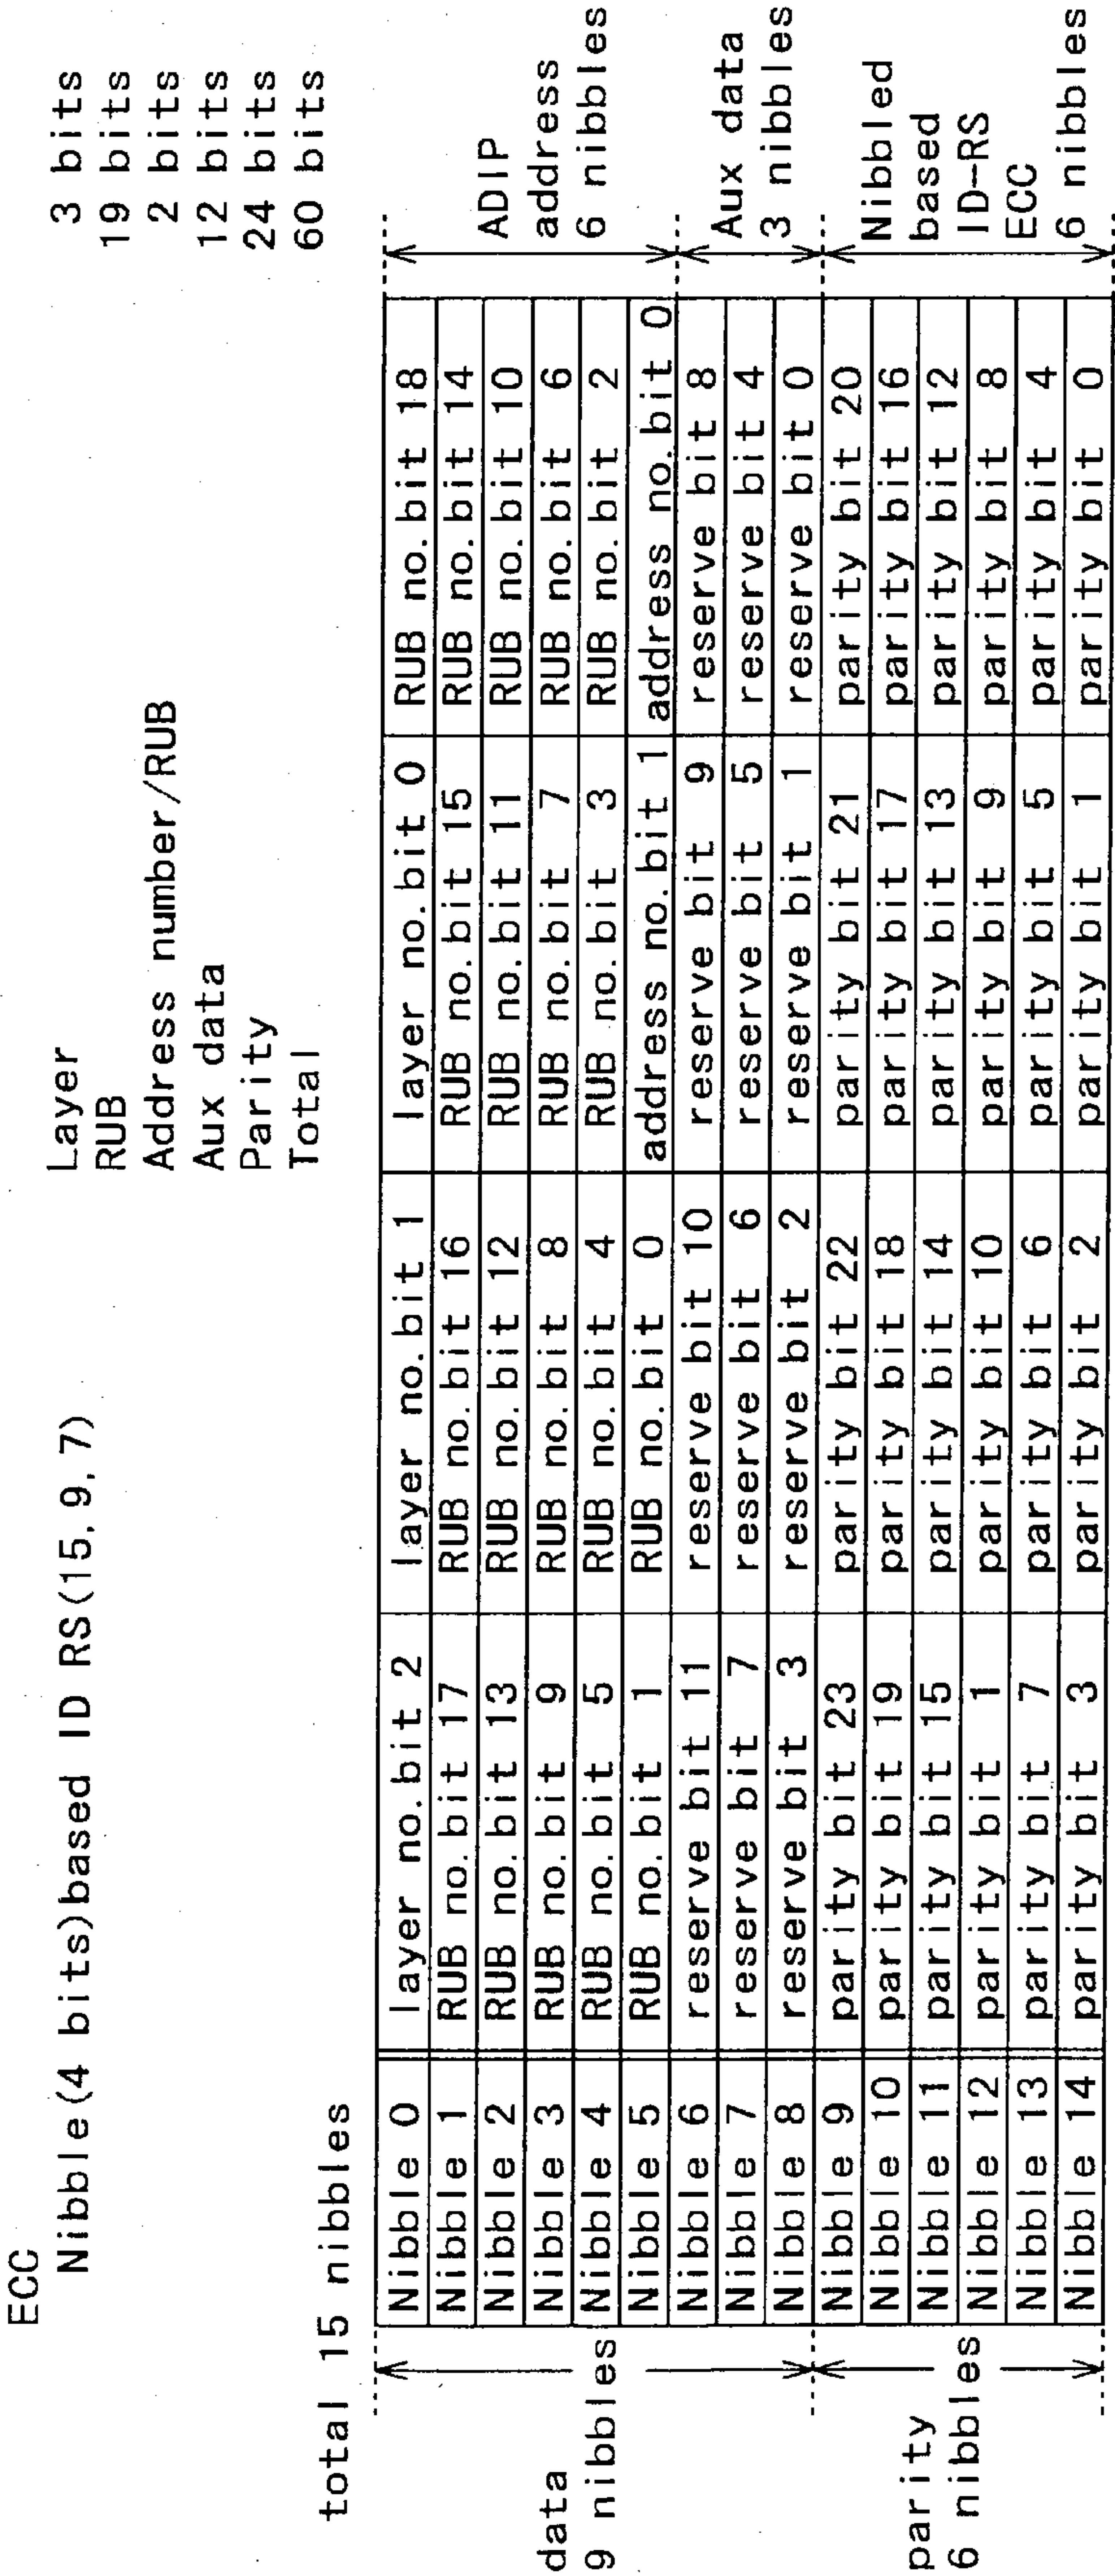 ECC
Nibble(4 bits)based ID RS(15, 9, 7)
Layer 3 bits
RUB 19 bits
Address number/RUB 2 bits
Aux data 12 bits
Parity 24 bits
Total 60 bits
total 15 nibbles
data
9 nibbles
parity
6 nibbles
Nibble 0 layer no. bit 2 layer no. bit 1 layer no. bit 0 RUB no. bit 18
Nibble 1 RUB no. bit 17 RUB no. bit 16 RUB no. bit 15 RUB no. bit 14
Nibble 2 RUB no. bit 13 RUB no. bit 12 RUB no. bit 11 RUB no. bit 10
Nibble 3 RUB no. bit 9 RUB no. bit 8 RUB no. bit 7 RUB no. bit 6
Nibble 4 RUB no. bit 5 RUB no. bit 4 RUB no. bit 3 RUB no. bit 2
Nibble 5 RUB no. bit 1 RUB no. bit 0 address no. bit 1 address no. bit 0
Nibble 6 reserve bit 11 reserve bit 10 reserve bit 9 reserve bit 8
Nibble 7 reserve bit 7 reserve bit 6 reserve bit 5 reserve bit 4
Nibble 8 reserve bit 3 reserve bit 2 reserve bit 1 reserve bit 0
Nibble 9 parity bit 23 parity bit 22 parity bit 21 parity bit 20
Nibble 10 parity bit 19 parity bit 18 parity bit 17 parity bit 16
Nibble 11 parity bit 15 parity bit 14 parity bit 13 parity bit 12
Nibble 12 parity bit 1 parity bit 10 parity bit 9 parity bit 8
Nibble 13 parity bit 7 parity bit 6 parity bit 5 parity bit 4
Nibble 14 parity bit 3 parity bit 2 parity bit 1 parity bit 0
ADIP
address
6 nibbles
Aux data
3 nibbles
Nibbled
based
ID-RS
ECC
6 nibbles